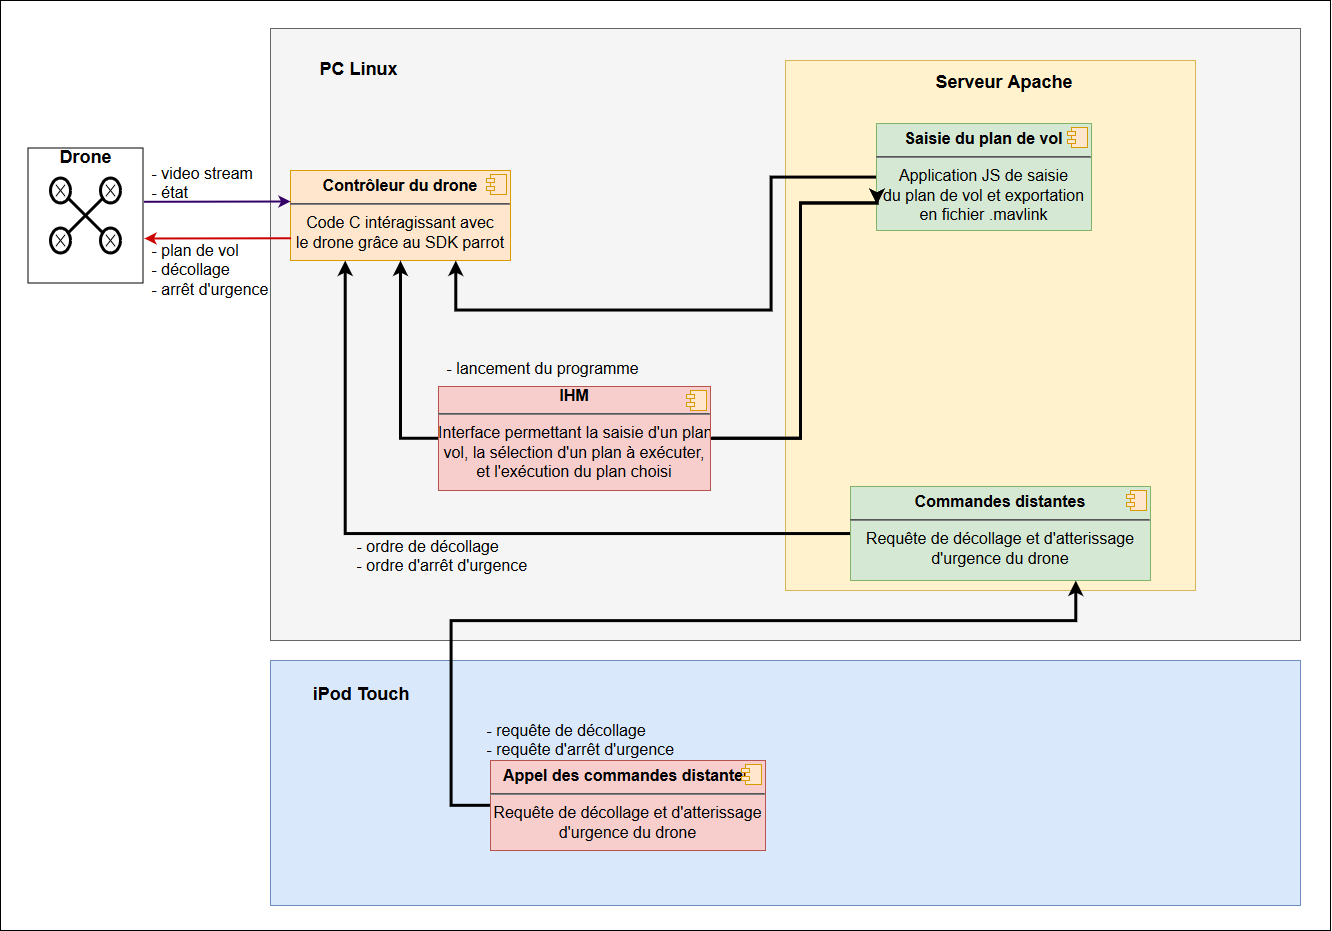 PC Linux
Serveur Apache
Drone
- video stream
- état
- plan de vol
- décollage
- arrêt d'urgence
Contrôleur du drone
Code C intéragissant avec
le drone grâce au SDK parrot
Saisie du plan de vol
Application JS de saisie
du plan de vol et exportation
en fichier .mavlink
- lancement du programme
IHM
Interface permettant la saisie d'un plan
vol, la sélection d'un plan à exécuter,
et l'exécution du plan choisi
Commandes distantes
Requête de décollage et d'atterissage
d'urgence du drone
- ordre de décollage
- ordre d'arrêt d'urgence
iPod Touch
- requête de décollage
- requête d'arrêt d'urgence
Appel des commandes distante
Requête de décollage et d'atterissage
d'urgence du drone